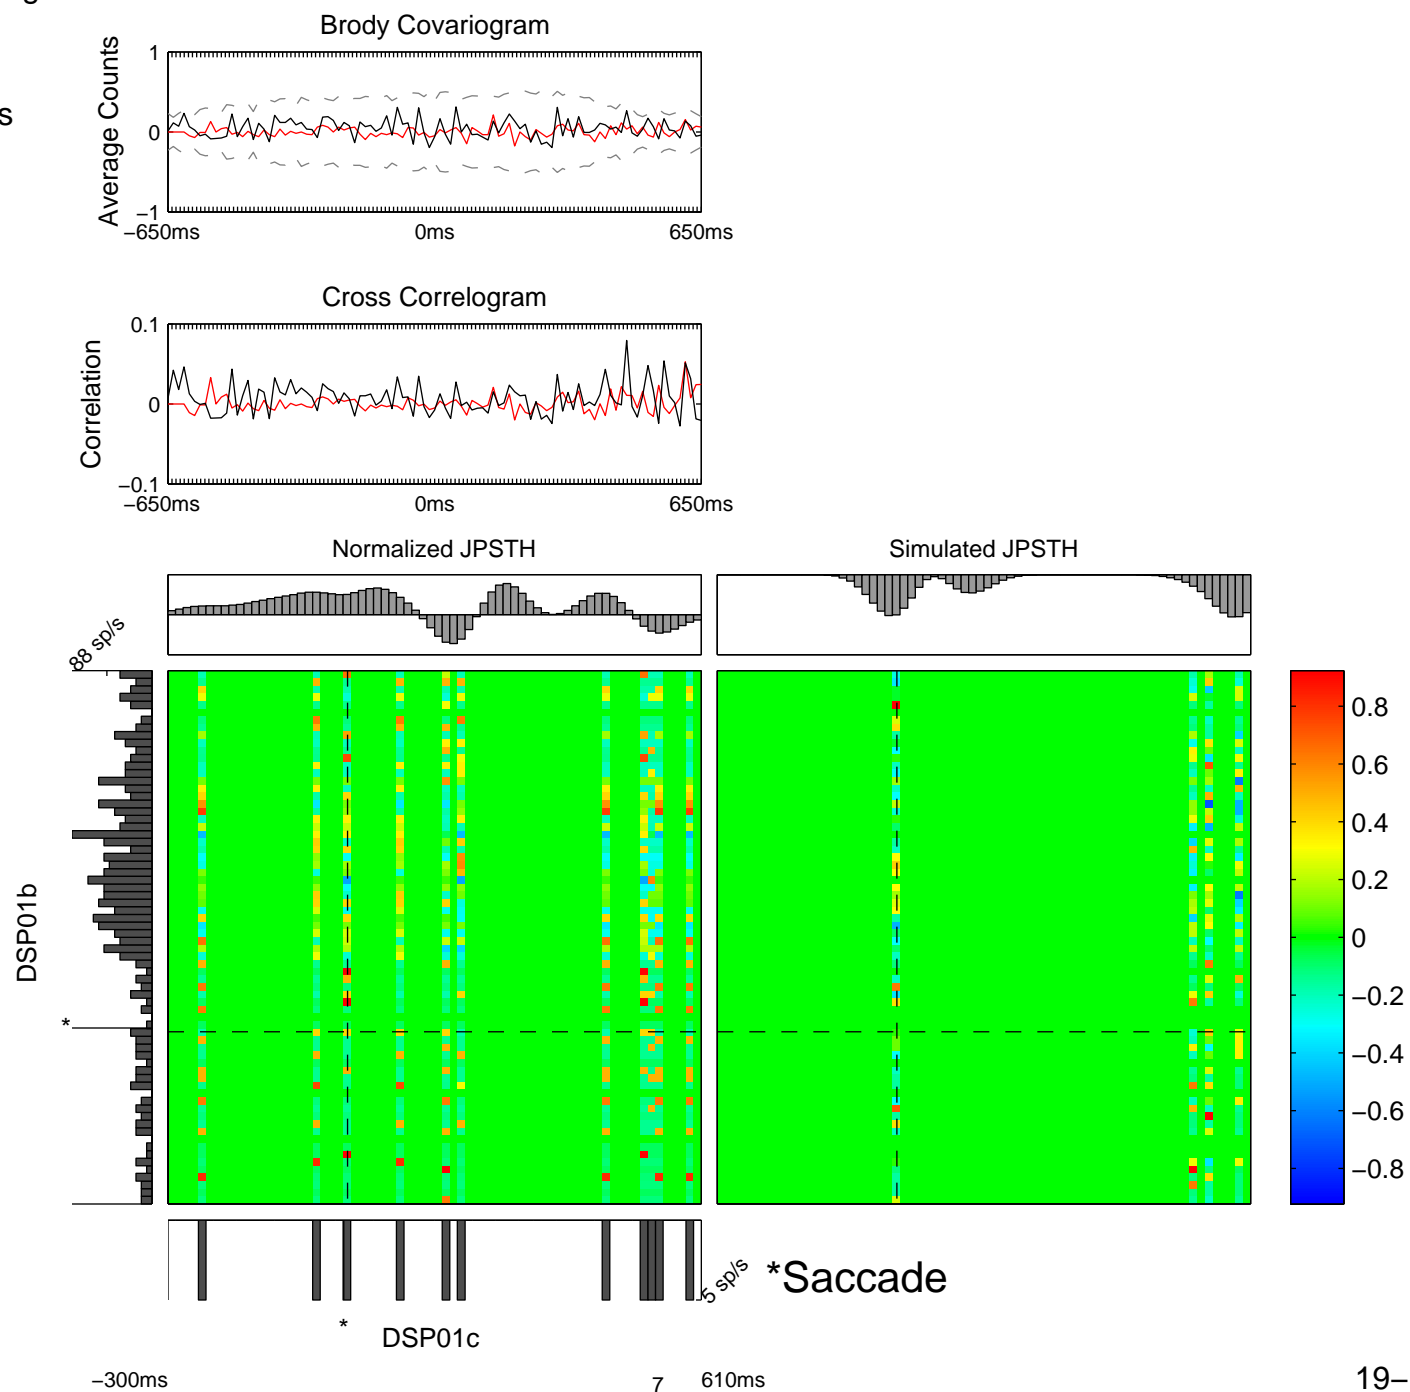 g
Brody Covariogram
s
Average Counts
1
0
−1
−650ms 0ms 650ms
Cross Correlogram
Correlation
0.1
0
−0.1
−650ms 0ms 650ms
Normalized JPSTH
Simulated JPSTH
88 sp/s
DSP01b
*
0.8
0.6
0.4
0.2
0
−0.2
−0.4
−0.6
−0.8
5 sp/s
*Saccade
*
DSP01c
−300ms 7 610ms 19−